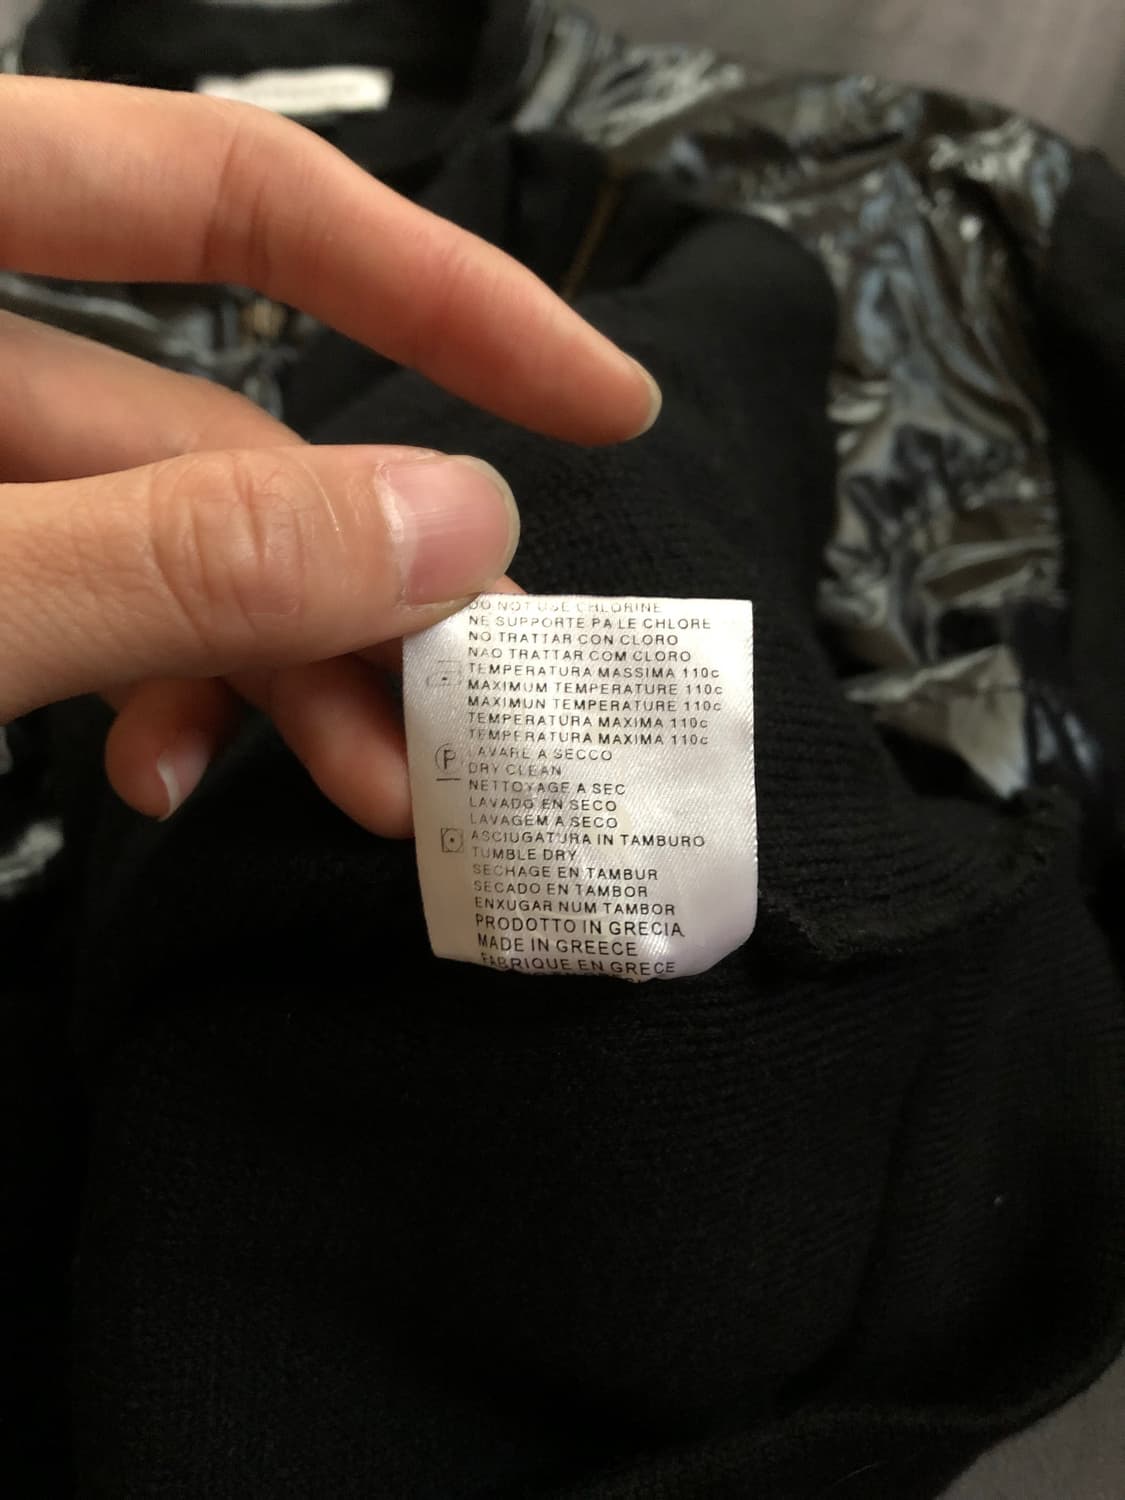 DO NOT USE CHLORINE
NE SUPPORTE PA LE CHLORE
NO TRATTAR CON CLORO
NAO TRATTAR COM CLORO
TEMPERATURA MASSIMA 110c
MAXIMUM TEMPERATURE 110c
MAXIMUN TEMPERATURE 110c
TEMPERATURA MAXIMA 110c
TEMPERATURA MAXIMA 110c
P LAVARE A SECCO
DRY CLEAN
NETTOYAGE A SEC
LAVADO EN SECO
LAVAGEM A SECO
ASCIUGATURA IN TAMBURO
TUMBLE DRY
SECHAGE EN TAMBUR
SECADO EN TAMBOR
ENXUGAR NUM TAMBOR
PRODOTTO IN GRECIA
MADE IN GREECE
FABRIQUE EN GRECE